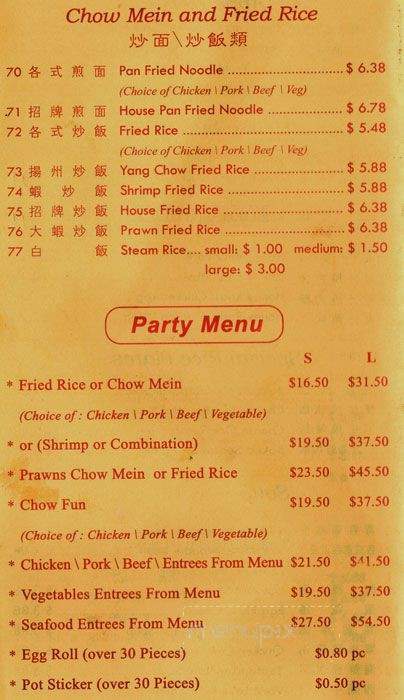 Chow Mein and Fried Rice
炒面\炒飯類
70 各式煎面 Pan Fried Noodle ............................ $ 6.38
(Choice of Chicken \ Pork \ Beef \ Veg)
71 招牌煎面 House Pan Fried Noodle .................. $ 6.78
72 各式炒飯 Fried Rice ....................................... $ 5.48
(Choice of Chicken \ Pork \ Beef \ Veg)
73 揚州炒飯 Yang Chow Fried Rice ...................... $ 5.88
74 蝦炒飯 Shrimp Fried Rice ............................ $ 5.88
75 招牌炒飯 House Fried Rice ............................. $ 6.38
76 大蝦炒飯 Prawn Fried Rice ............................. $ 6.38
77 白飯 Steam Rice.... small: $ 1.00 medium: $ 1.50
large: $ 3.00
Party Menu
S L
* Fried Rice or Chow Mein $16.50 $31.50
(Choice of : Chicken \ Pork \ Beef \ Vegetable)
* or (Shrimp or Combination) $19.50 $37.50
* Prawns Chow Mein or Fried Rice $23.50 $45.50
* Chow Fun $19.50 $37.50
(Choice of : Chicken \ Pork \ Beef \ Vegetable)
* Chicken \ Pork \ Beef \ Entrees From Menu $21.50 $41.50
* Vegetables Entrees From Menu $19.50 $37.50
* Seafood Entrees From Menu $27.50 $54.50
* Egg Roll (over 30 Pieces) $0.80 pc
* Pot Sticker (over 30 Pieces) $0.50 pc